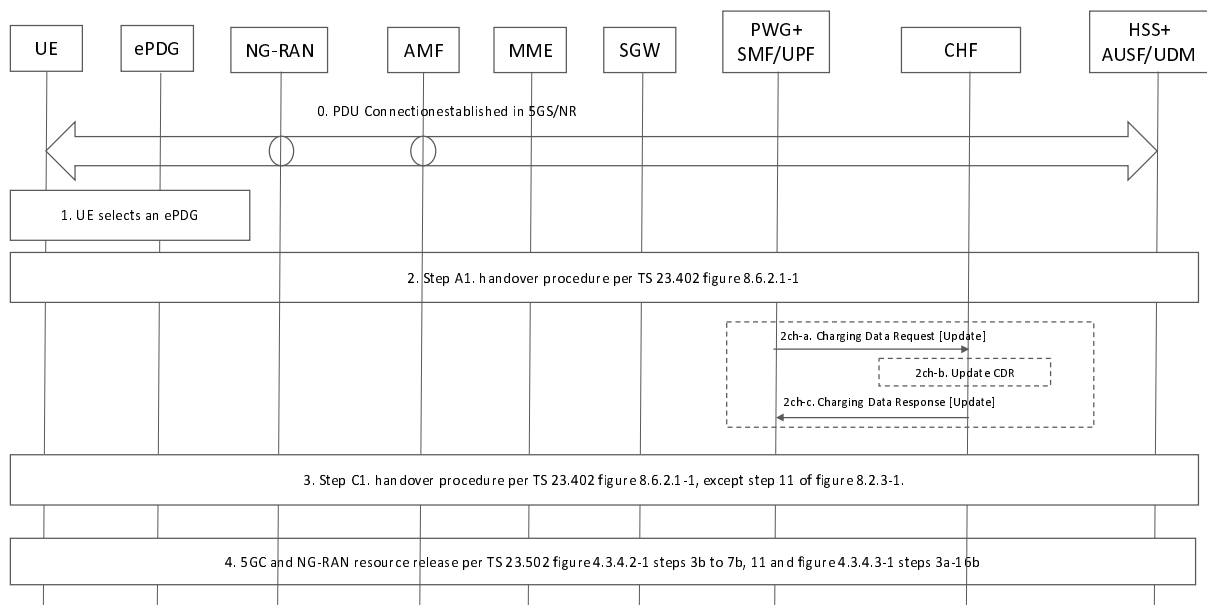 UE
ePDG
NG-RAN
AMF
MME
SGW
PWG+
SMF/UPF
CHF
HSS+
AUSF/UDM
0. PDU Connectionestablished in 5GS/NR
1. UE selects an ePDG
2. Step A1. handover procedure per TS 23.402 figure 8.6.2.1-1
2ch-a. Charging Data Request [Update]
2ch-b. Update CDR
2ch-c. Charging Data Response [Update]
3. Step C1. handover procedure per TS 23.402 figure 8.6.2.1-1, except step 11 of figure 8.2.3-1.
4. 5GC and NG-RAN resource release per TS 23.502 figure 4.3.4.2-1 steps 3b to 7b, 11 and figure 4.3.4.3-1 steps 3a-16b